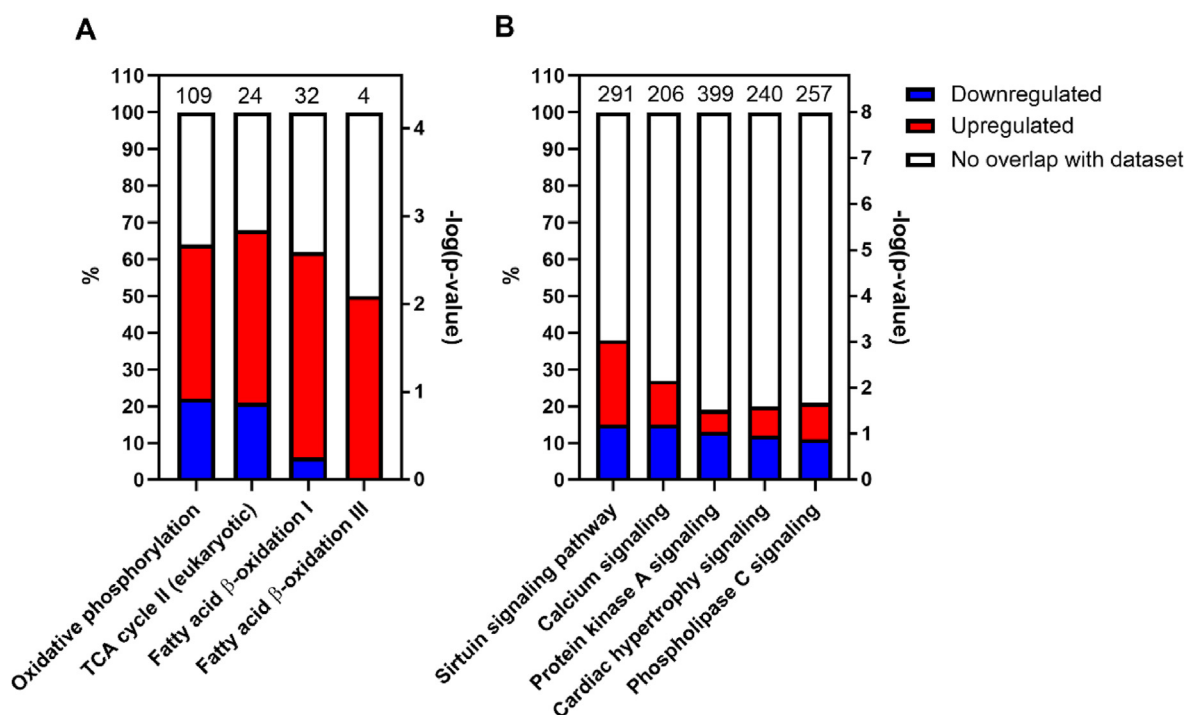 A
110
100
90
80
70
60
50
40
30
20
10
0
%
109 24 32 4
4
3
2
1
0
-log(p-value)
Oxidative phosphorylation
TCA cycle II (eukaryotic)
Fatty acid β-oxidation I
Fatty acid β-oxidation III
B
110
100
90
80
70
60
50
40
30
20
10
0
%
291 206 399 240 257
8
7
6
5
4
3
2
1
0
-log(p-value)
Sirtuin signaling pathway
Calcium signaling
Protein kinase A signaling
Cardiac hypertrophy signaling
Phospholipase C signaling
Downregulated
Upregulated
No overlap with dataset